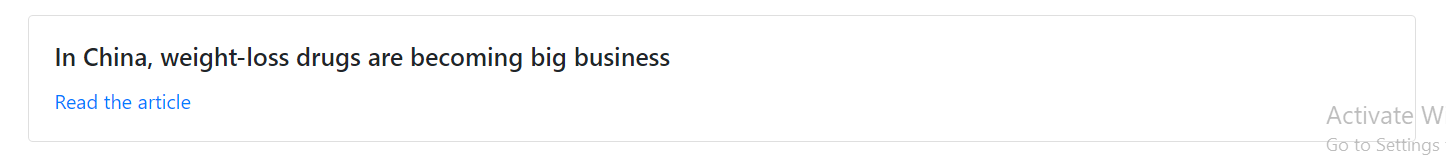 In China, weight-loss drugs are becoming big business
Read the article
Activate W
Go to Settings